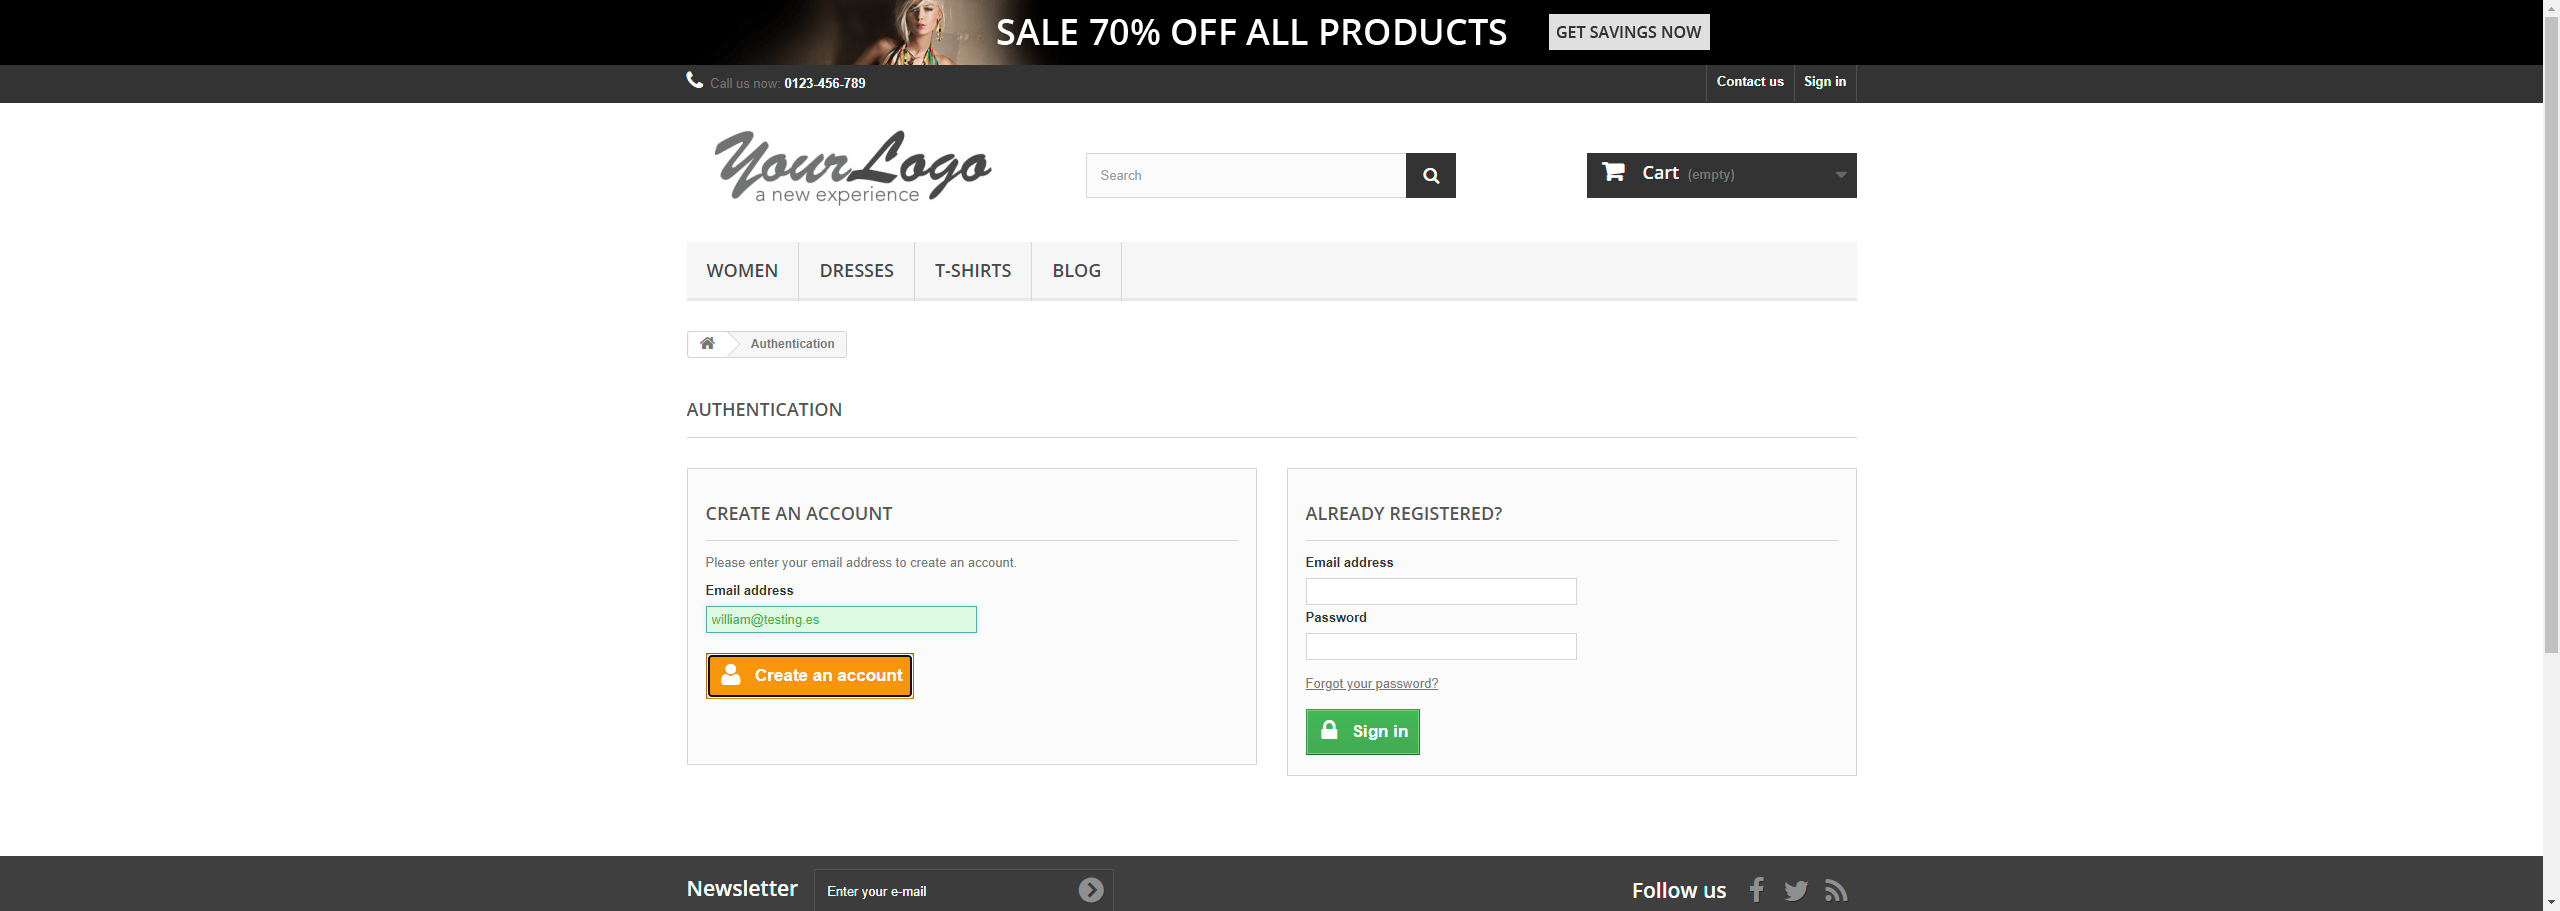 SALE 70% OFF ALL PRODUCTS GET SAVINGS NOW
Call us now: 0123-456-789 Contact us Sign in
Your Logo
a new experience
Search
Cart (empty)
WOMEN DRESSES T-SHIRTS BLOG
Authentication
AUTHENTICATION
CREATE AN ACCOUNT
Please enter your email address to create an account.
Email address
william@testing.es
Create an account
ALREADY REGISTERED?
Email address
Password
Forgot your password?
Sign in
Newsletter Enter your e-mail
Follow us